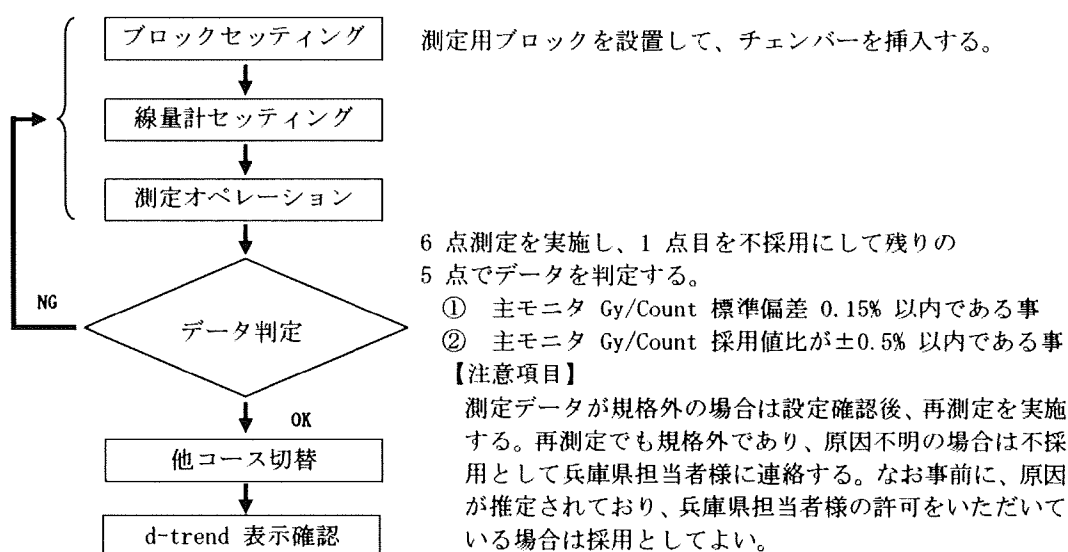 ブロックセッティング
測定用ブロックを設置して、チェンバーを挿入する。
線量計セッティング
測定オペレーション
6 点測定を実施し、1 点目を不採用にして残りの
5 点でデータを判定する。
① 主モニタ Gy/Count 標準偏差 0.15% 以内である事
② 主モニタ Gy/Count 採用値比が±0.5% 以内である事
【注意項目】
測定データが規格外の場合は設定確認後、再測定を実施
する。再測定でも規格外であり、原因不明の場合は不採
用として兵庫県担当者様に連絡する。なお事前に、原因
が推定されており、兵庫県担当者様の許可をいただいて
いる場合は採用としてよい。
NG
データ判定
OK
他コース切替
d-trend 表示確認